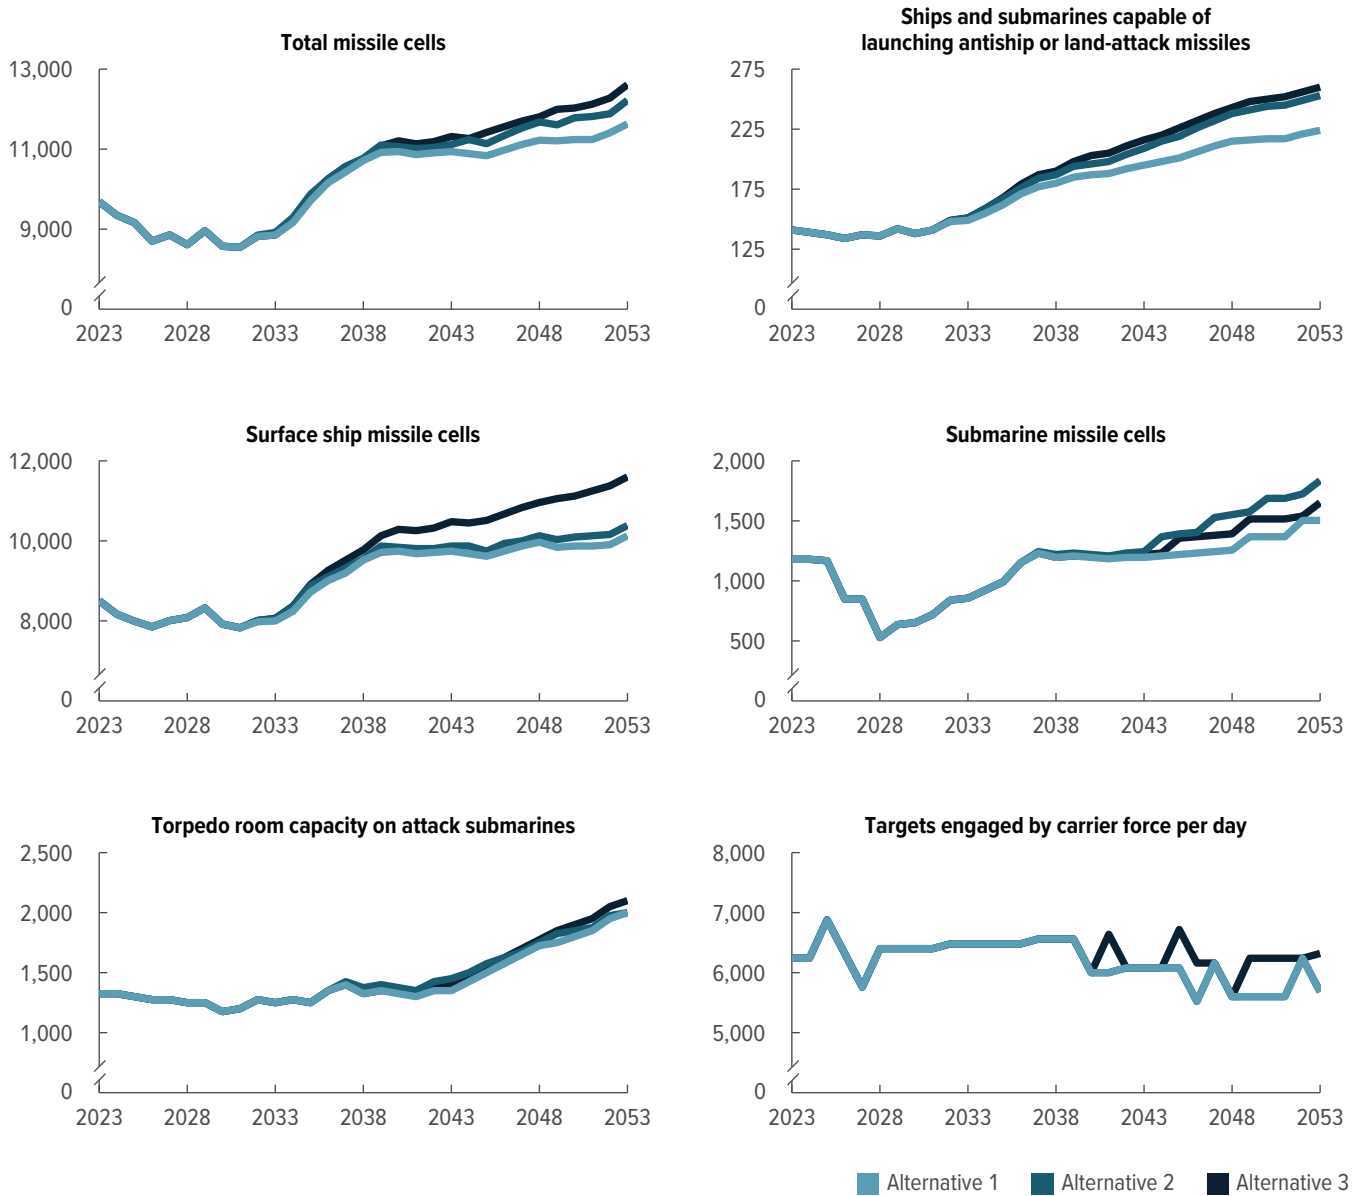 Total missile cells
13,000
11,000
9,000
0
2023 2028 2033 2038 2043 2048 2053
Ships and submarines capable of
launching antiship or land-attack missiles
275
225
175
125
0
2023 2028 2033 2038 2043 2048 2053
Surface ship missile cells
12,000
10,000
8,000
0
2023 2028 2033 2038 2043 2048 2053
Submarine missile cells
2,000
1,500
1,000
500
0
2023 2028 2033 2038 2043 2048 2053
Torpedo room capacity on attack submarines
2,500
2,000
1,500
1,000
0
2023 2028 2033 2038 2043 2048 2053
Targets engaged by carrier force per day
8,000
7,000
6,000
5,000
0
2023 2028 2033 2038 2043 2048 2053
Alternative 1 Alternative 2 Alternative 3